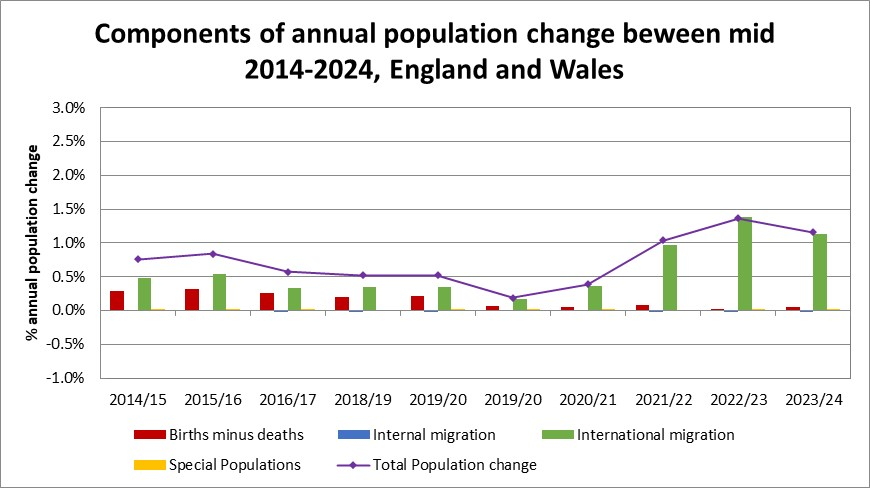 Components of annual population change beween mid
2014-2024, England and Wales
% annual population change
3.0%
2.5%
2.0%
1.5%
1.0%
0.5%
0.0%
-0.5%
-1.0%
2014/15 2015/16 2016/17 2018/19 2019/20 2019/20 2020/21 2021/22 2022/23 2023/24
Births minus deaths Internal migration International migration
Special Populations Total Population change